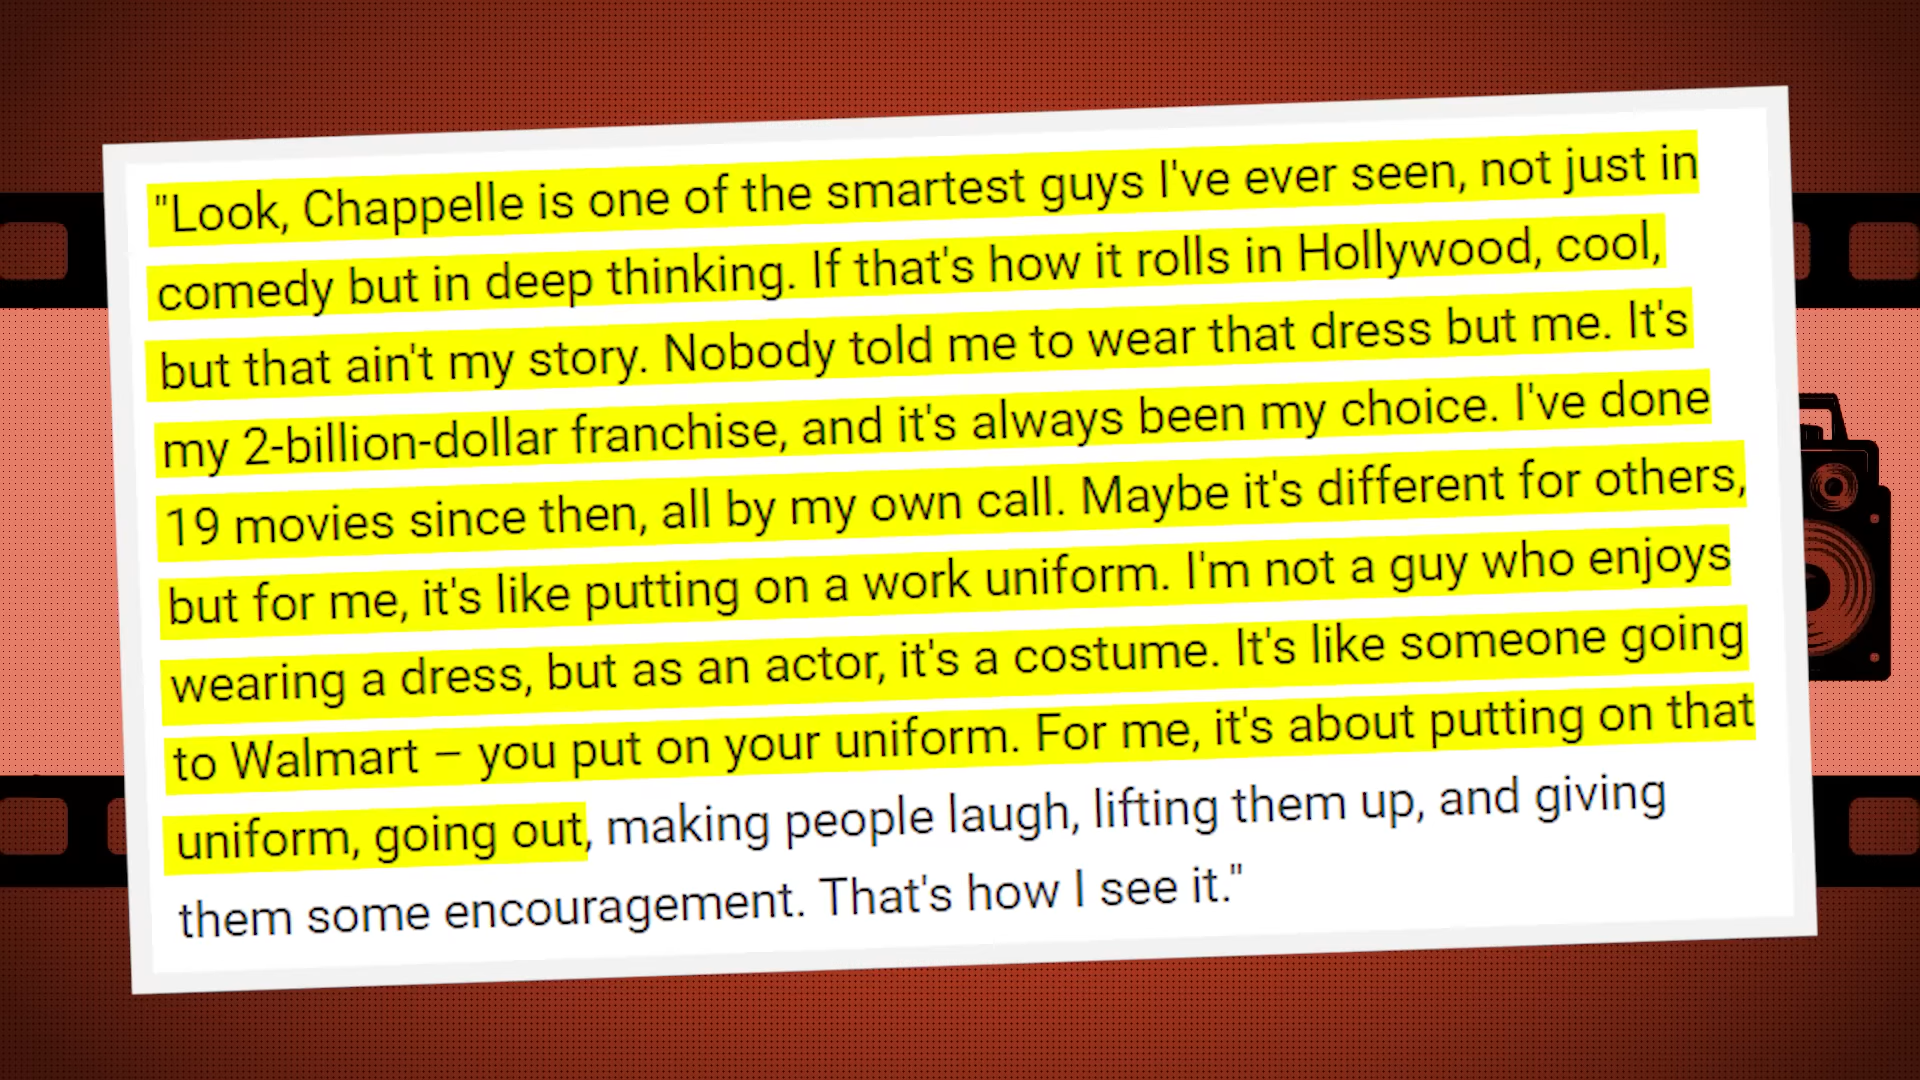 "Look, Chappelle is one of the smartest guys I've ever seen, not just in
comedy but in deep thinking. If that's how it rolls in Hollywood, cool,
but that ain't my story. Nobody told me to wear that dress but me. It's
my 2-billion-dollar franchise, and it's always been my choice. I've done
19 movies since then, all by my own call. Maybe it's different for others,
but for me, it's like putting on a work uniform. I'm not a guy who enjoys
wearing a dress, but as an actor, it's a costume. It's like someone going
to Walmart – you put on your uniform. For me, it's about putting on that
uniform, going out, making people laugh, lifting them up, and giving
them some encouragement. That's how I see it."